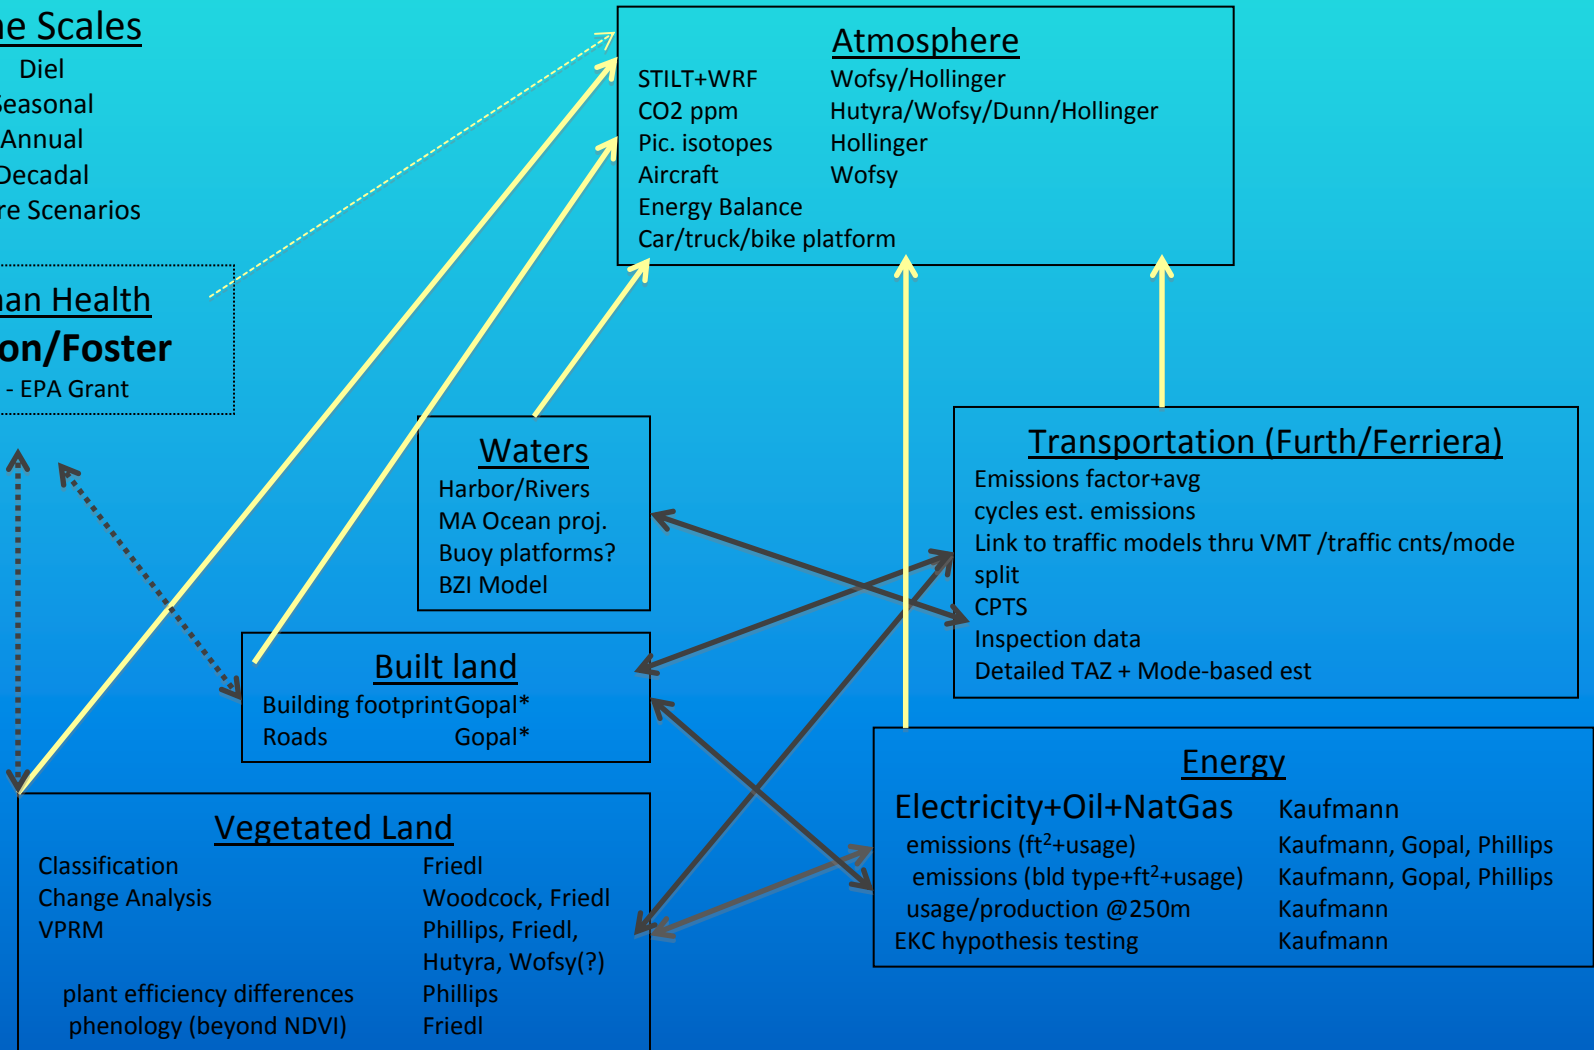 Scales
Diel
Annual
Scenarios
Health
/Foster
- EPA Grant
Atmosphere
STILT+WRF Wofsy/Hollinger
CO2 ppm Hutyra/Wofsy/Dunn/Hollinger
Pic. isotopes Hollinger
Aircraft Wofsy
Energy Balance
Car/truck/bike platform
Waters
Harbor/Rivers
MA Ocean proj.
Buoy platforms?
BZI Model
Transportation (Furth/Ferriera)
Emissions factor+avg
cycles est. emissions
Link to traffic models thru VMT /traffic cnts/mode
split
CPTS
Inspection data
Detailed TAZ + Mode-based est
Built land
Building footprint Gopal*
Roads Gopal*
Energy
Electricity+Oil+NatGas Kaufmann
emissions (ft²+usage) Kaufmann, Gopal, Phillips
emissions (bld type+ft²+usage) Kaufmann, Gopal, Phillips
usage/production @250m Kaufmann
EKC hypothesis testing Kaufmann
Vegetated Land
Classification Friedl
Change Analysis Woodcock, Friedl
VPRM Phillips, Friedl,
Hutyra, Wofsy(?)
plant efficiency differences Phillips
phenology (beyond NDVI) Friedl